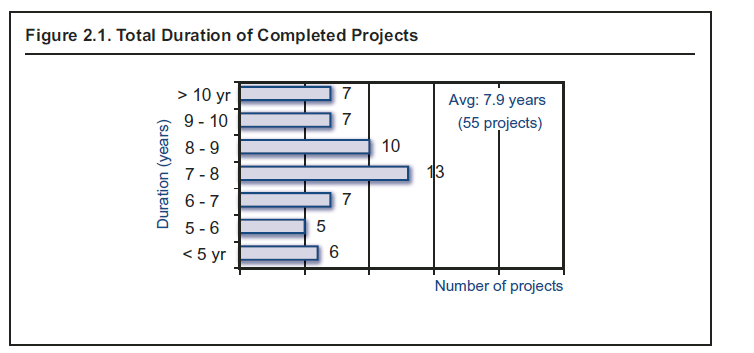 Figure 2.1. Total Duration of Completed Projects
> 10 yr
7
Avg: 7.9 years
(55 projects)
9 - 10
7
8 - 9
10
7 - 8
13
6 - 7
7
5 - 6
5
< 5 yr
6
Duration (years)
Number of projects